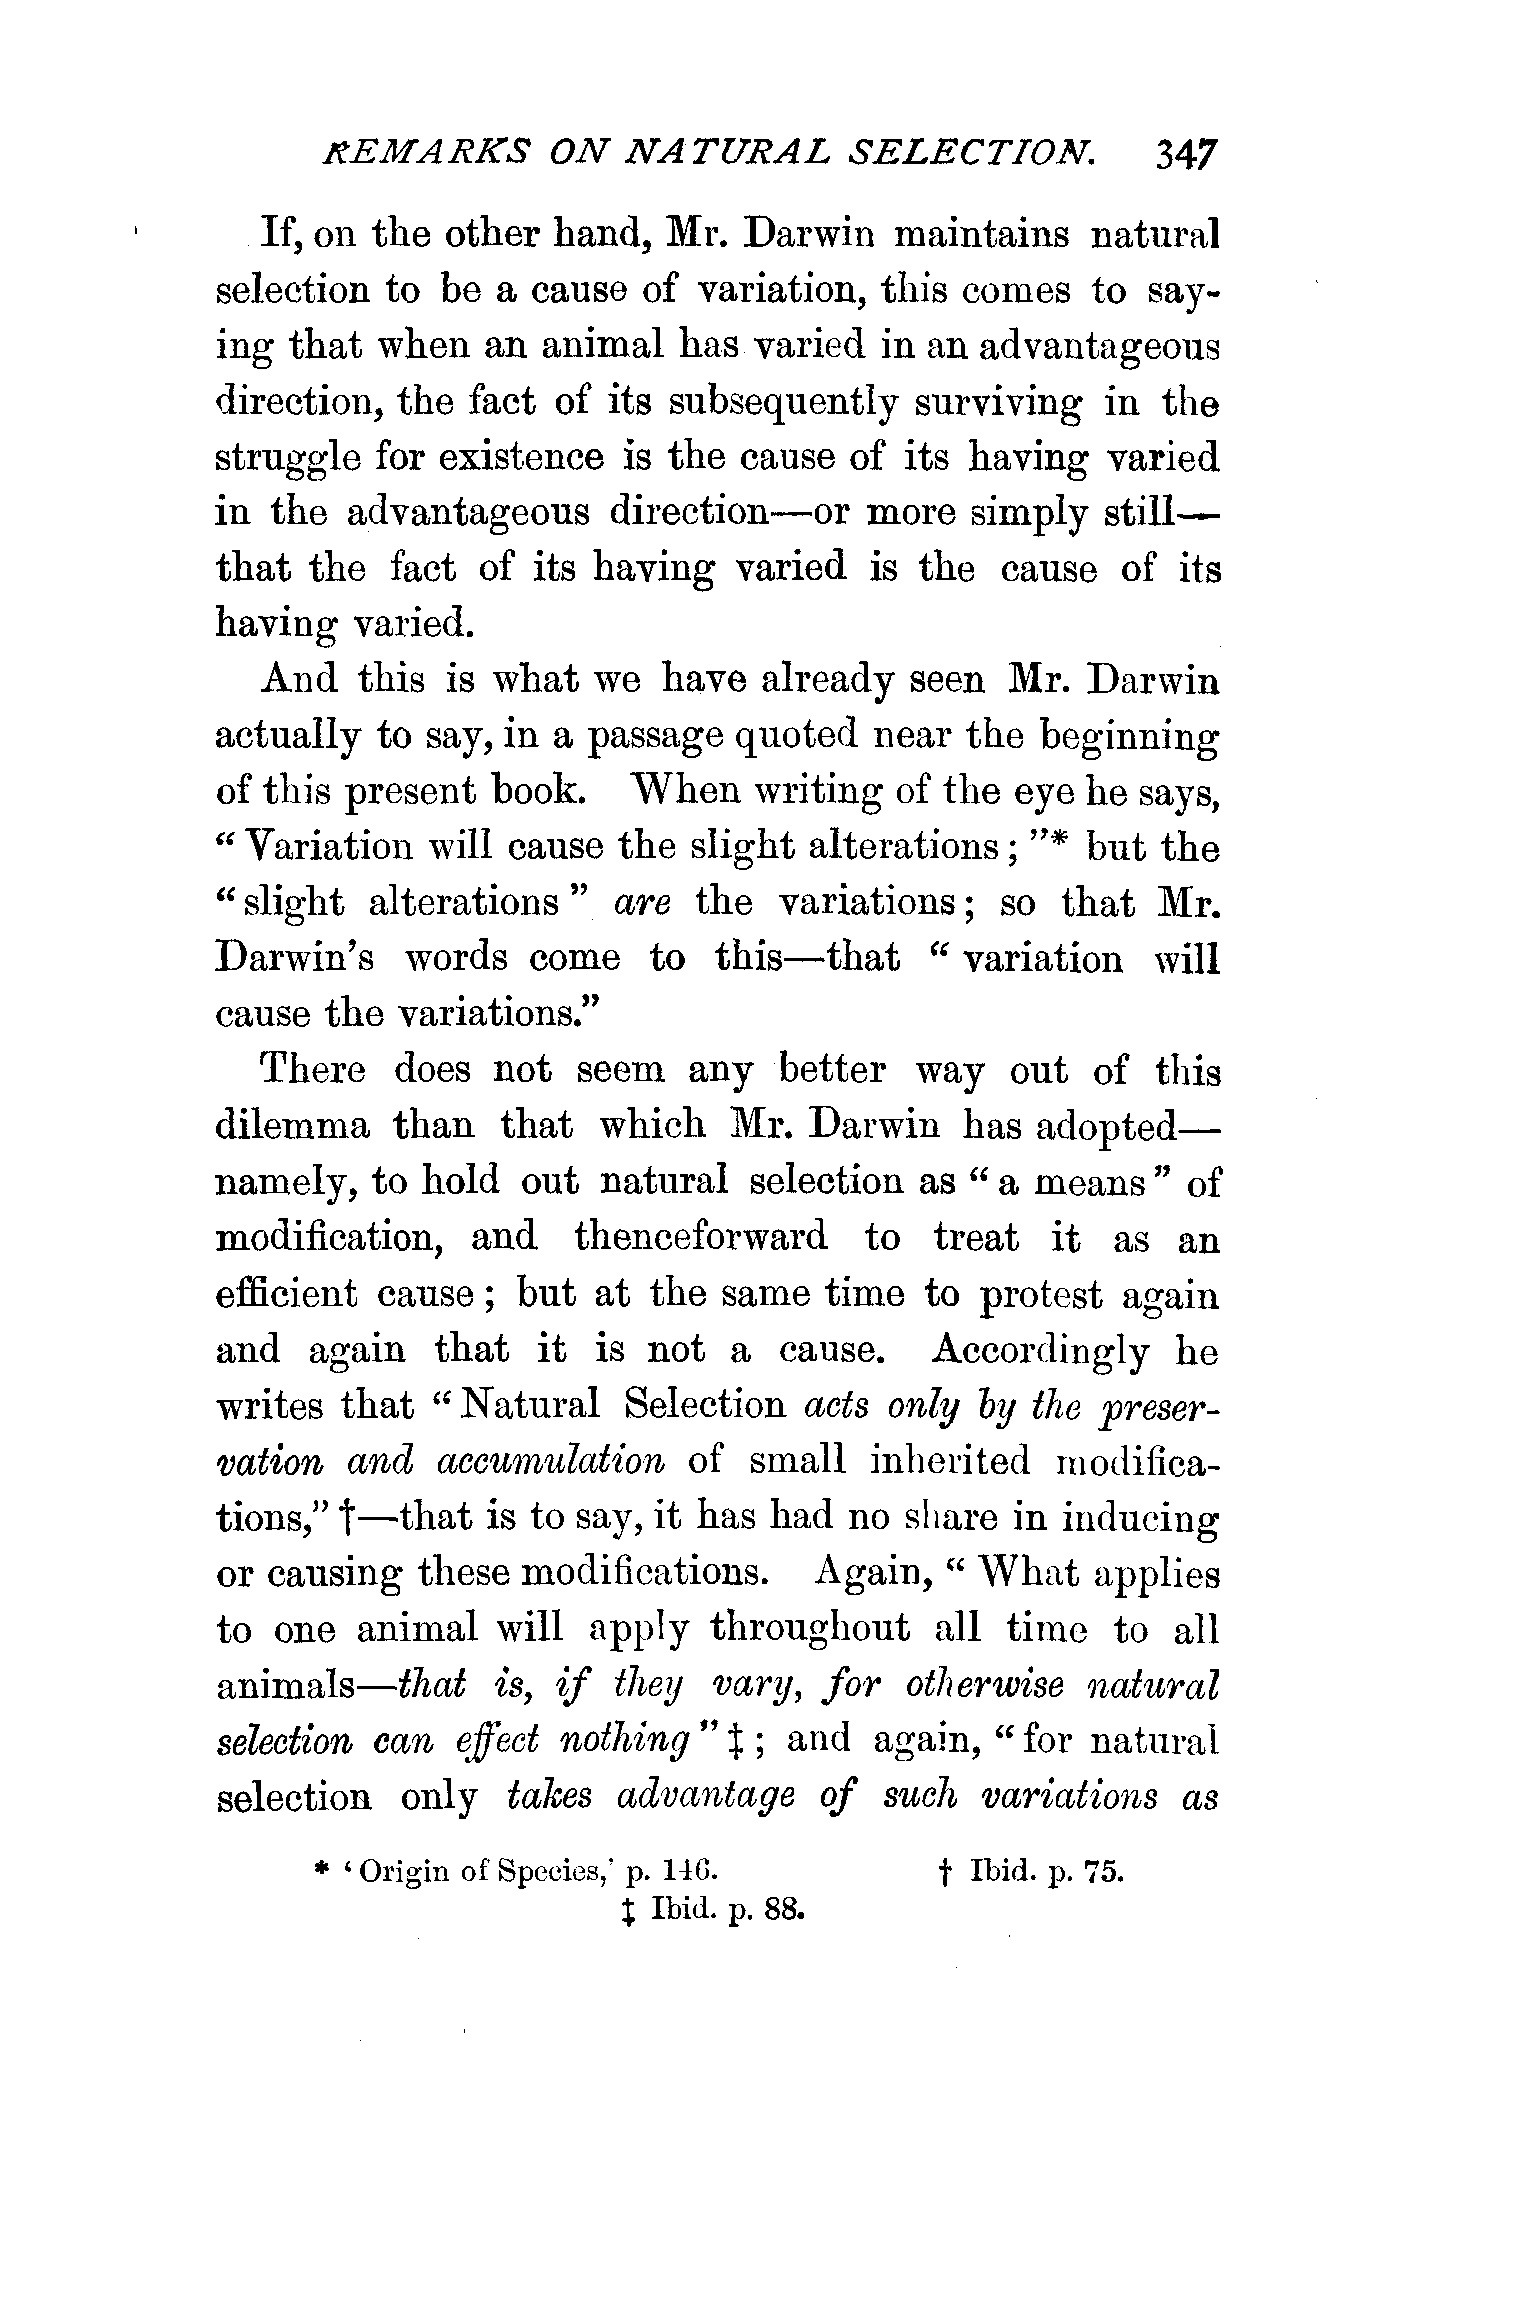 REMARKS ON NATURAL SELECTION. 347
If, on the other hand, Mr. Darwin maintains natural
selection to be a cause of variation, this comes to say-
ing that when an animal has varied in an advantageous
direction, the fact of its subsequently surviving in the
struggle for existence is the cause of its having varied
in the advantageous direction—or more simply still—
that the fact of its having varied is the cause of its
having varied.
And this is what we have already seen Mr. Darwin
actually to say, in a passage quoted near the beginning
of this present book. When writing of the eye he says,
“Variation will cause the slight alterations;”* but the
“slight alterations” are the variations; so that Mr.
Darwin’s words come to this—that “variation will
cause the variations.”
There does not seem any better way out of this
dilemma than that which Mr. Darwin has adopted—
namely, to hold out natural selection as “a means” of
modification, and thenceforward to treat it as an
efficient cause; but at the same time to protest again
and again that it is not a cause. Accordingly he
writes that “Natural Selection acts only by the preser-
vation and accumulation of small inherited modifica-
tions,”†—that is to say, it has had no share in inducing
or causing these modifications. Again, “What applies
to one animal will apply throughout all time to all
animals—that is, if they vary, for otherwise natural
selection can effect nothing”‡; and again, “for natural
selection only takes advantage of such variations as
* ‘Origin of Species,’ p. 146. † Ibid. p. 75.
‡ Ibid. p. 88.